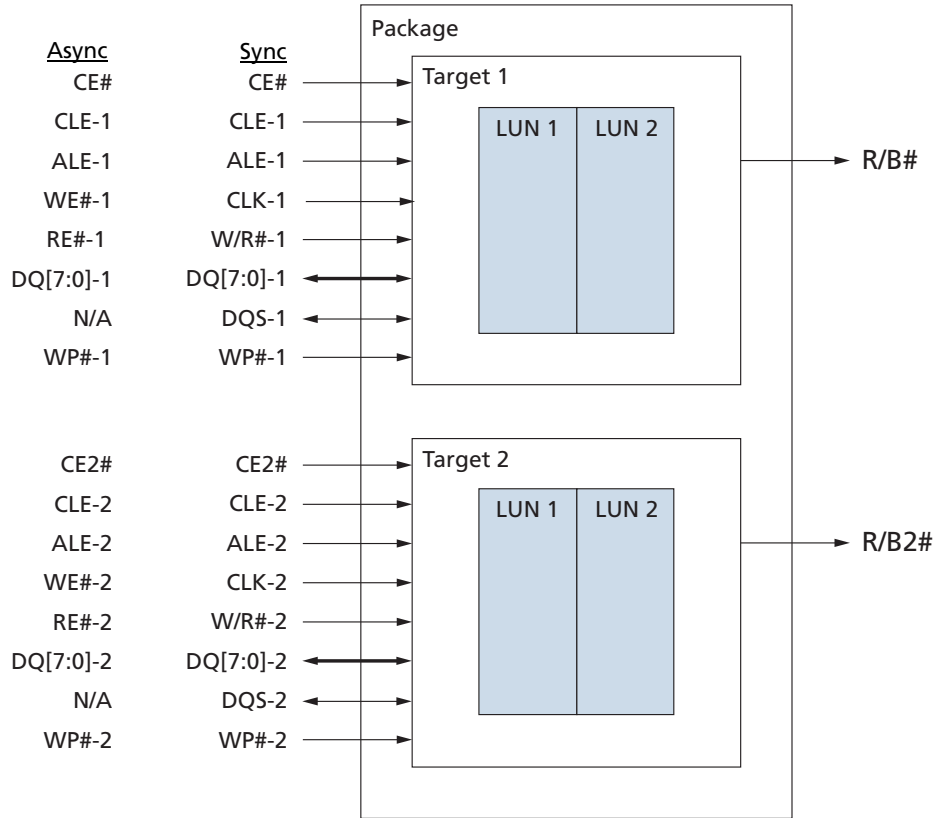 Package
Async Sync
CE# CE# Target 1
CLE-1 CLE-1 LUN 1 LUN 2
ALE-1 ALE-1 R/B#
WE#-1 CLK-1
RE#-1 W/R#-1
DQ[7:0]-1 DQ[7:0]-1
N/A DQS-1
WP#-1 WP#-1
CE2# CE2# Target 2
CLE-2 CLE-2 LUN 1 LUN 2
ALE-2 ALE-2 R/B2#
WE#-2 CLK-2
RE#-2 W/R#-2
DQ[7:0]-2 DQ[7:0]-2
N/A DQS-2
WP#-2 WP#-2